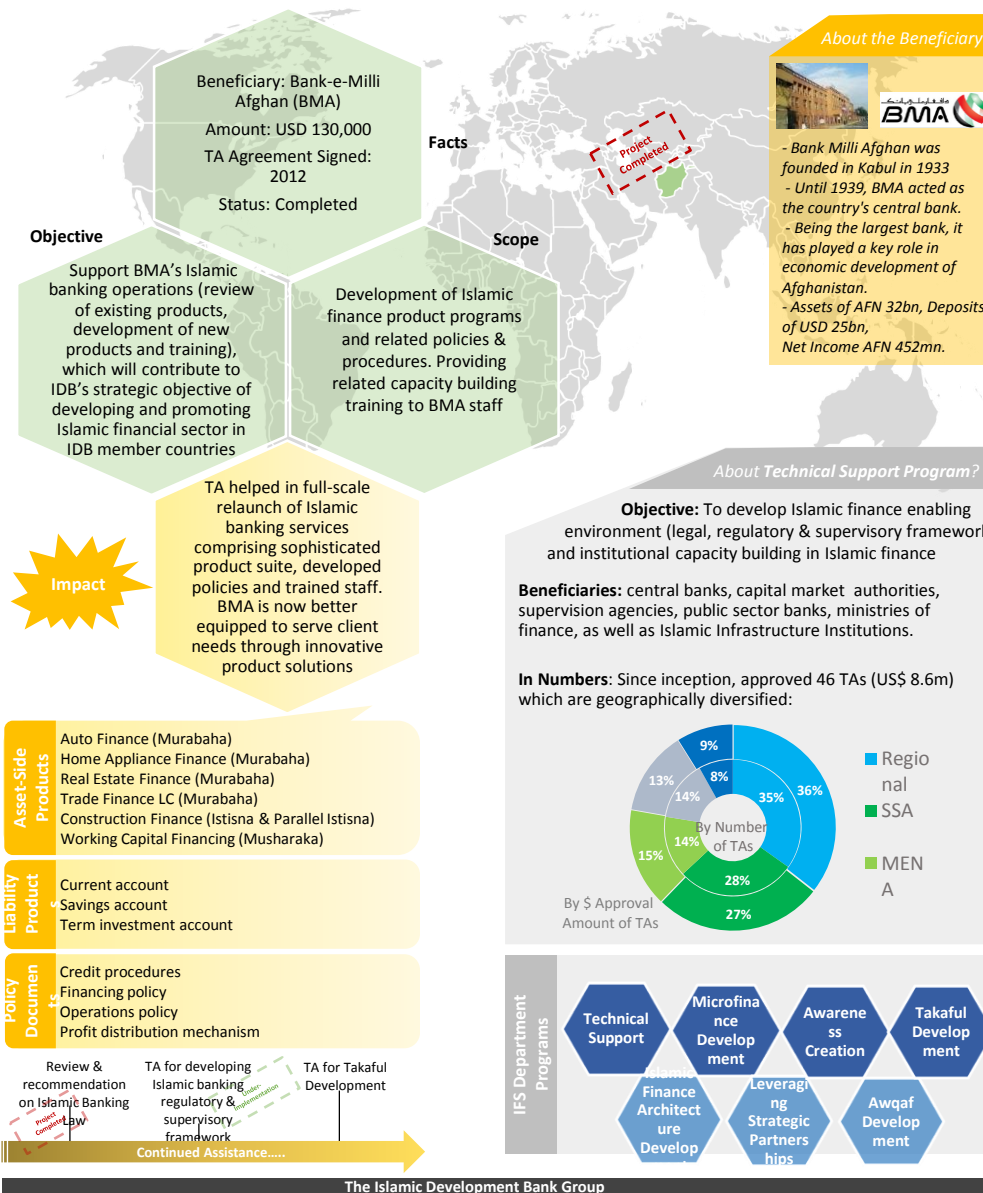 Beneficiary: Bank-e-Milli
Afghan (BMA)
Amount: USD 130,000
TA Agreement Signed:
2012
Status: Completed
Facts
Project
Completed
Objective
Support BMA's Islamic
banking operations (review
of existing products,
development of new
products and training),
which will contribute to
IDB's strategic objective of
developing and promoting
Islamic financial sector in
IDB member countries
Scope
Development of Islamic
finance product programs
and related policies &
procedures. Providing
related capacity building
training to BMA staff
Impact
TA helped in full-scale
relaunch of Islamic
banking services
comprising sophisticated
product suite, developed
policies and trained staff.
BMA is now better
equipped to serve client
needs through innovative
product solutions
About the Beneficiary
BMA
- Bank Milli Afghan was
founded in Kabul in 1933
- Until 1939, BMA acted as
the country's central bank.
- Being the largest bank, it
has played a key role in
economic development of
Afghanistan.
- Assets of AFN 32bn, Deposits
of USD 25bn,
Net Income AFN 452mn.
About Technical Support Program?
Objective: To develop Islamic finance enabling
environment (legal, regulatory & supervisory framework
and institutional capacity building in Islamic finance
Beneficiaries: central banks, capital market authorities,
supervision agencies, public sector banks, ministries of
finance, as well as Islamic Infrastructure Institutions.
In Numbers: Since inception, approved 46 TAs (US$ 8.6m)
which are geographically diversified:
9%
8%
13%
14%
35%
36%
By Number
of TAs
14%
15%
28%
27%
By $ Approval
Amount of TAs
Regio
nal
SSA
MEN
A
Asset-Side
Products
Auto Finance (Murabaha)
Home Appliance Finance (Murabaha)
Real Estate Finance (Murabaha)
Trade Finance LC (Murabaha)
Construction Finance (Istisna & Parallel Istisna)
Working Capital Financing (Musharaka)
Liability
Product
s
Current account
Savings account
Term investment account
Policy
Documen
ts
Credit procedures
Financing policy
Operations policy
Profit distribution mechanism
Review &
recommendation
on Islamic Banking
Law
Project
Completed
TA for developing
Islamic banking
regulatory &
supervisory
framework
Under-
Implementation
TA for Takaful
Development
Continued Assistance.....
IFS Department
Programs
Technical
Support
Microfina
nce
Develop
ment
Awarene
ss
Creation
Takaful
Develop
ment
Islamic
Finance
Architect
ure
Develop
Leveragi
ng
Strategic
Partners
hips
Awqaf
Develop
ment
The Islamic Development Bank Group